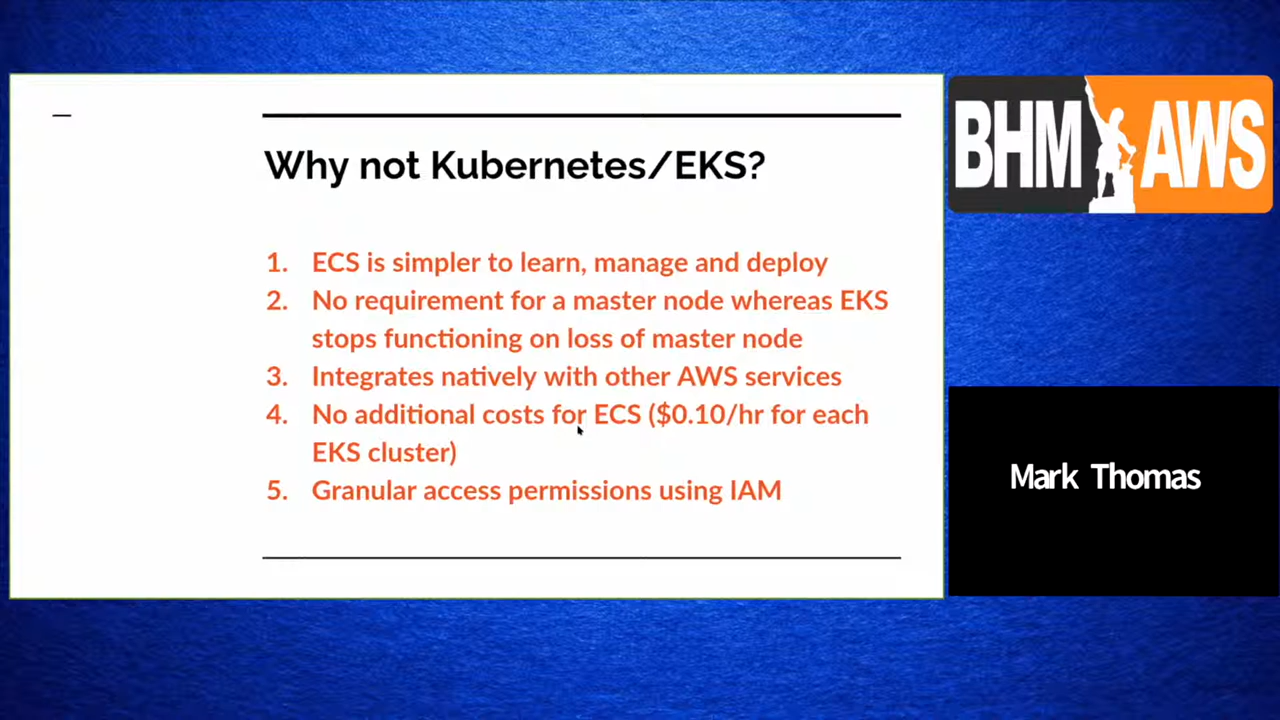 Why not Kubernetes/EKS?
1. ECS is simpler to learn, manage and deploy
2. No requirement for a master node whereas EKS
stops functioning on loss of master node
3. Integrates natively with other AWS services
4. No additional costs for ECS ($0.10/hr for each
EKS cluster)
5. Granular access permissions using IAM
BHM AWS
Mark Thomas